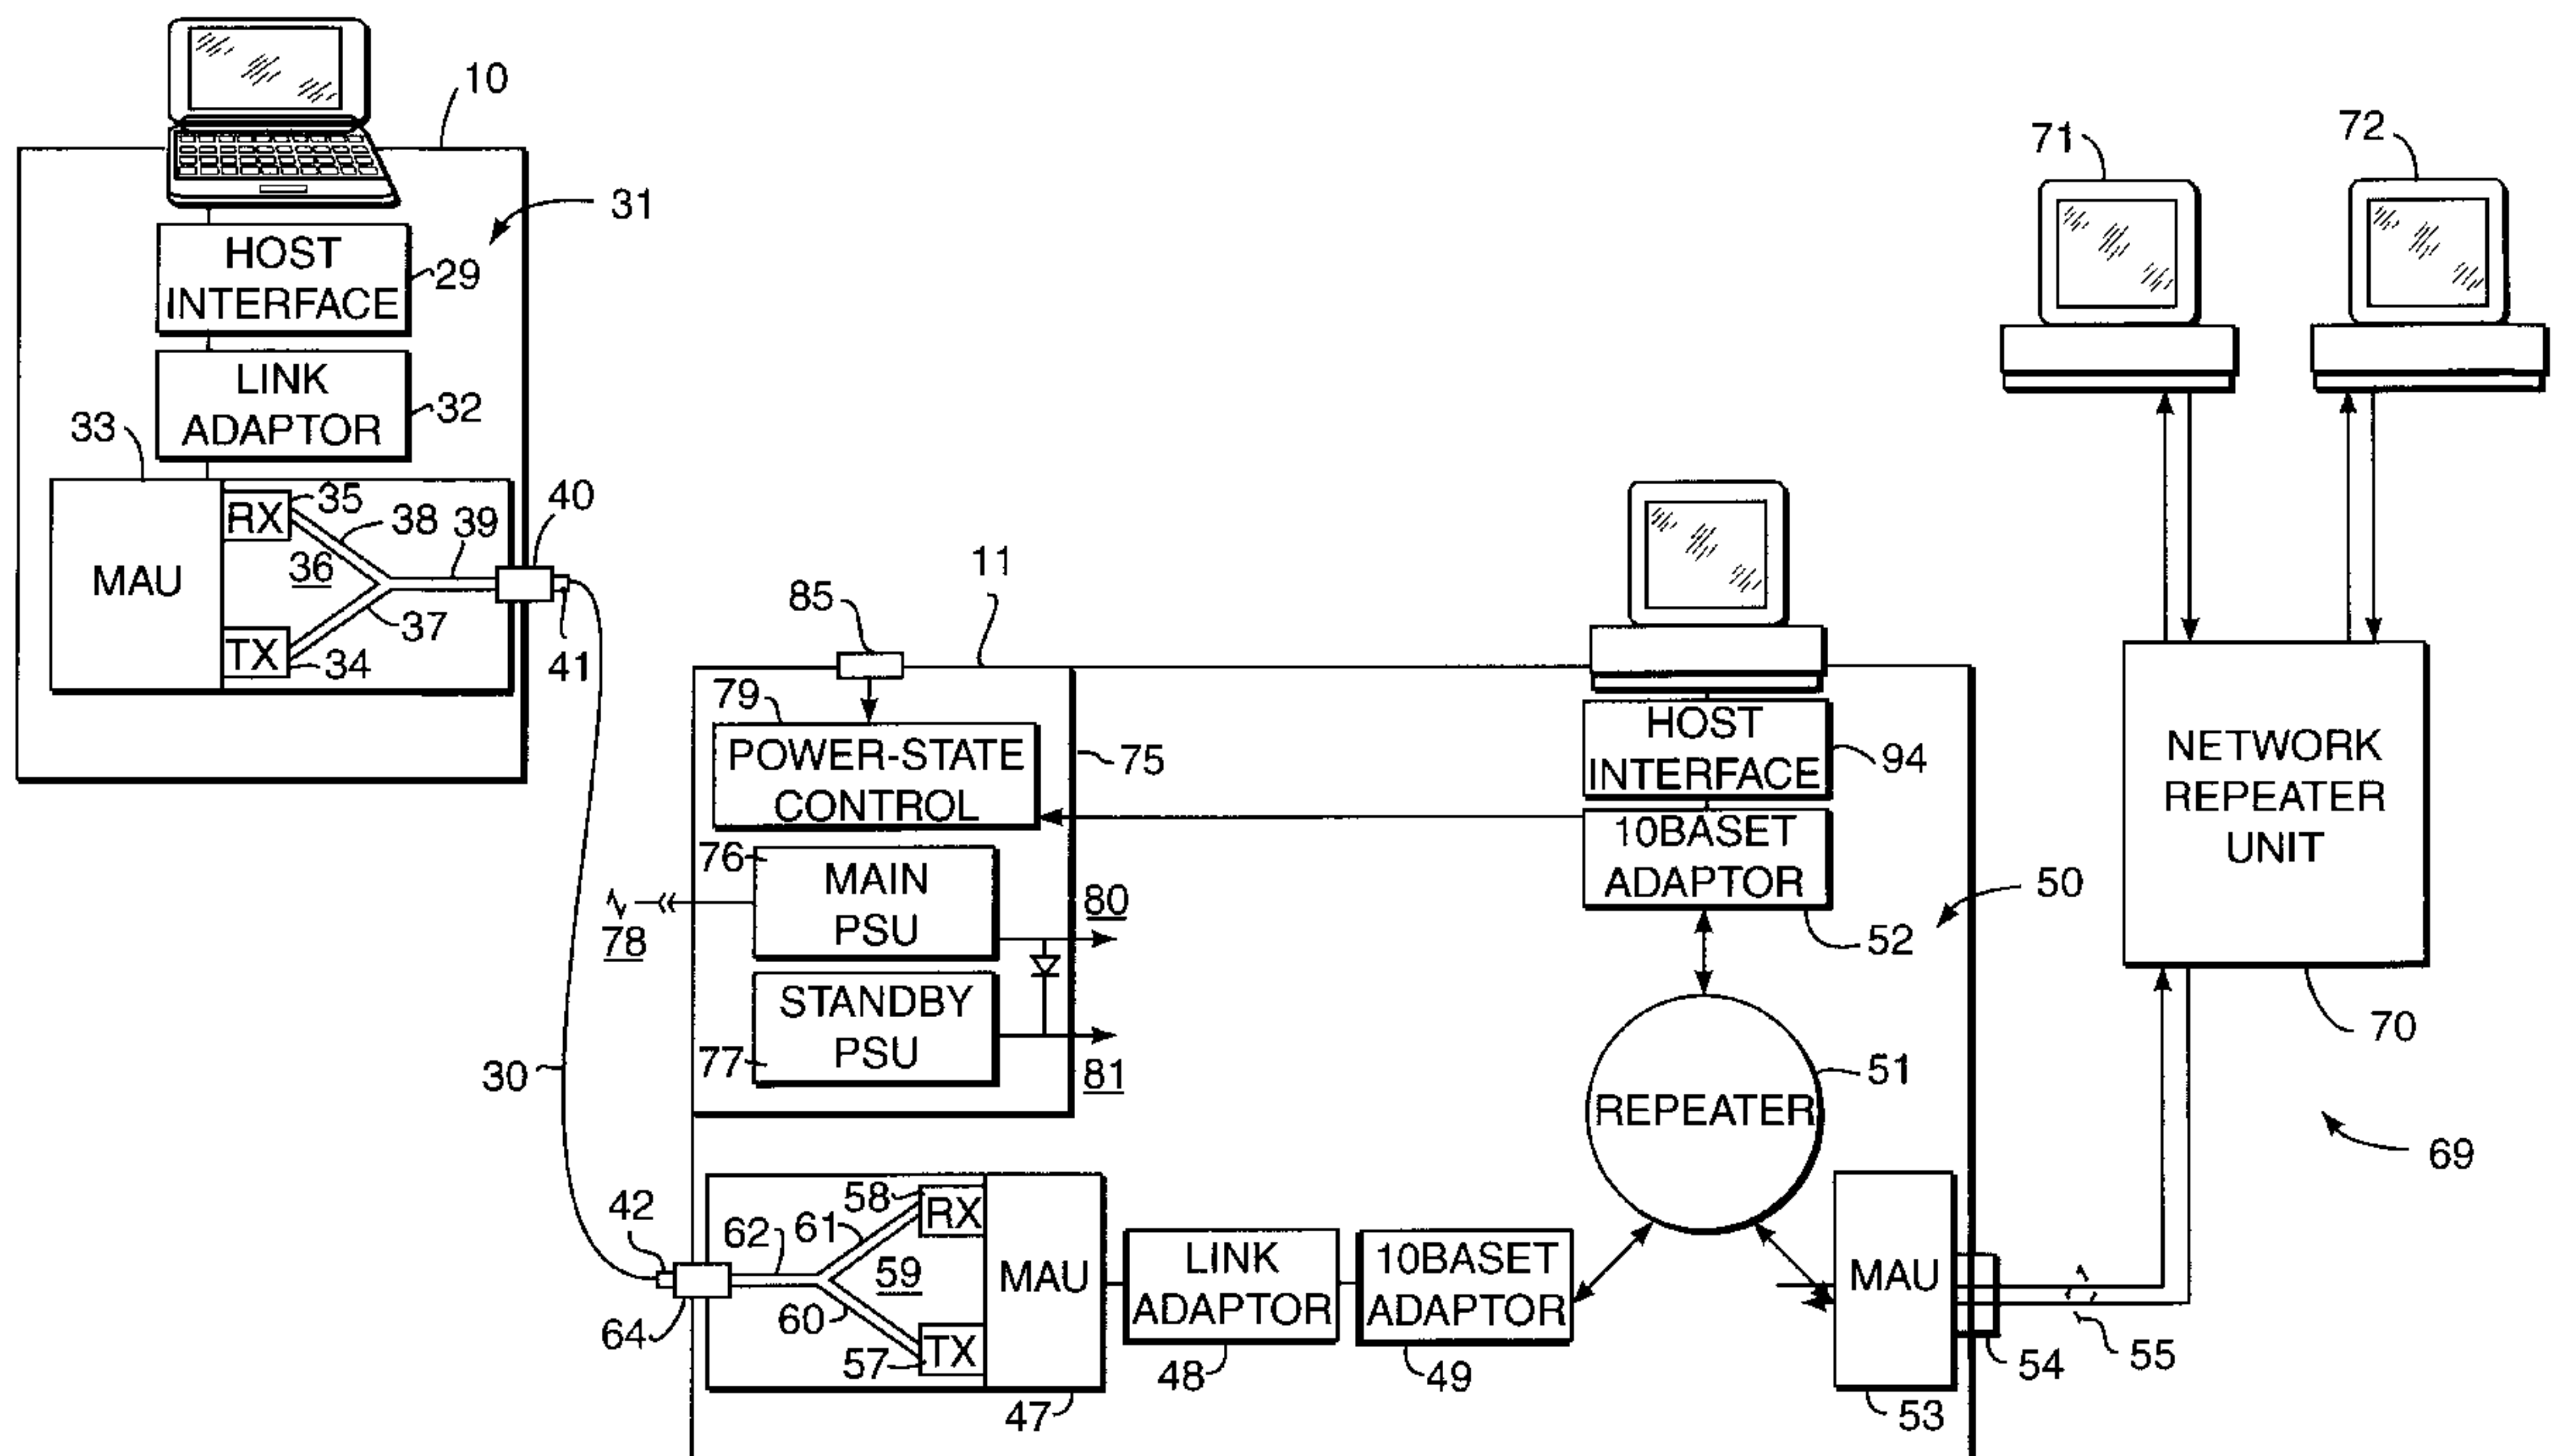 10
31
HOST
INTERFACE
29
LINK
ADAPTOR
32
33
MAU
RX
35
36
38
39
40
37
TX
34
41
30
42
64
11
85
79
POWER-STATE
CONTROL
75
76
MAIN
PSU
78
80
STANDBY
PSU
77
81
HOST
INTERFACE
94
10BASET
ADAPTOR
52
50
REPEATER
51
62
61
58
RX
59
60
57
TX
MAU
47
LINK
ADAPTOR
48
10BASET
ADAPTOR
49
MAU
53
54
55
71
72
NETWORK
REPEATER
UNIT
70
69